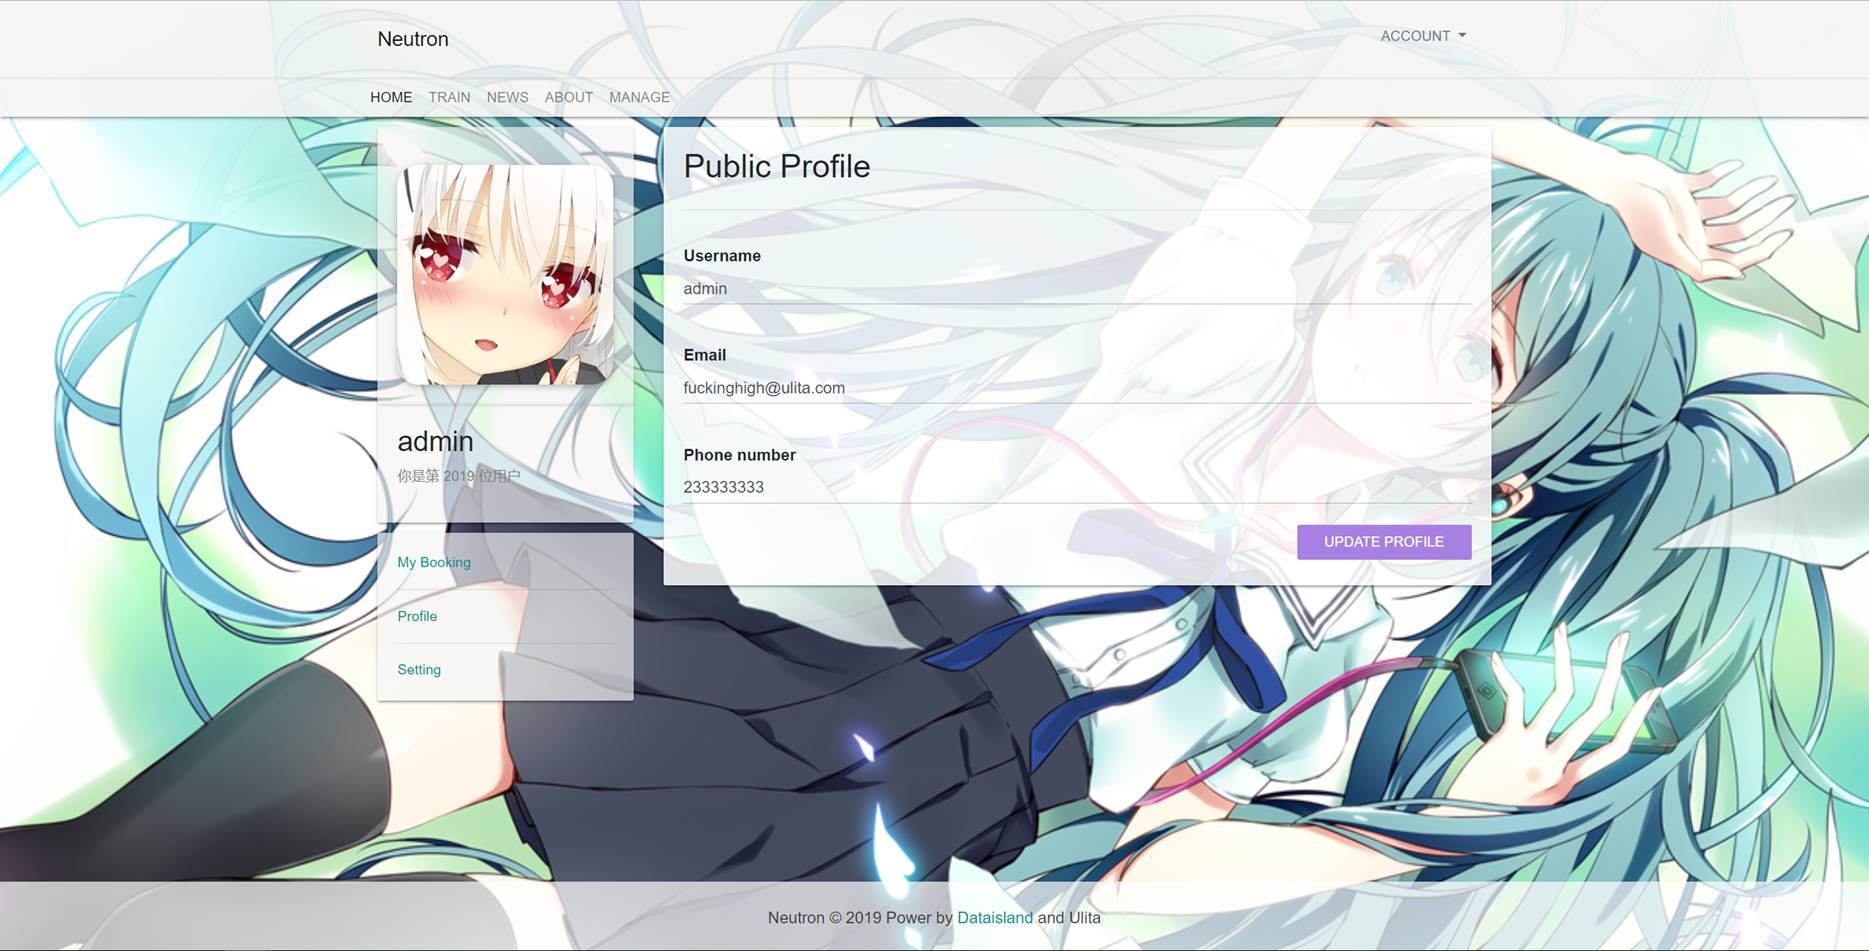 Neutron
ACCOUNT
HOME TRAIN NEWS ABOUT MANAGE
Public Profile
Username
admin
Email
fuckinghigh@ulita.com
Phone number
233333333
UPDATE PROFILE
admin
你是第 2019 位用户
My Booking
Profile
Setting
Neutron © 2019 Power by Dataisland and Ulita